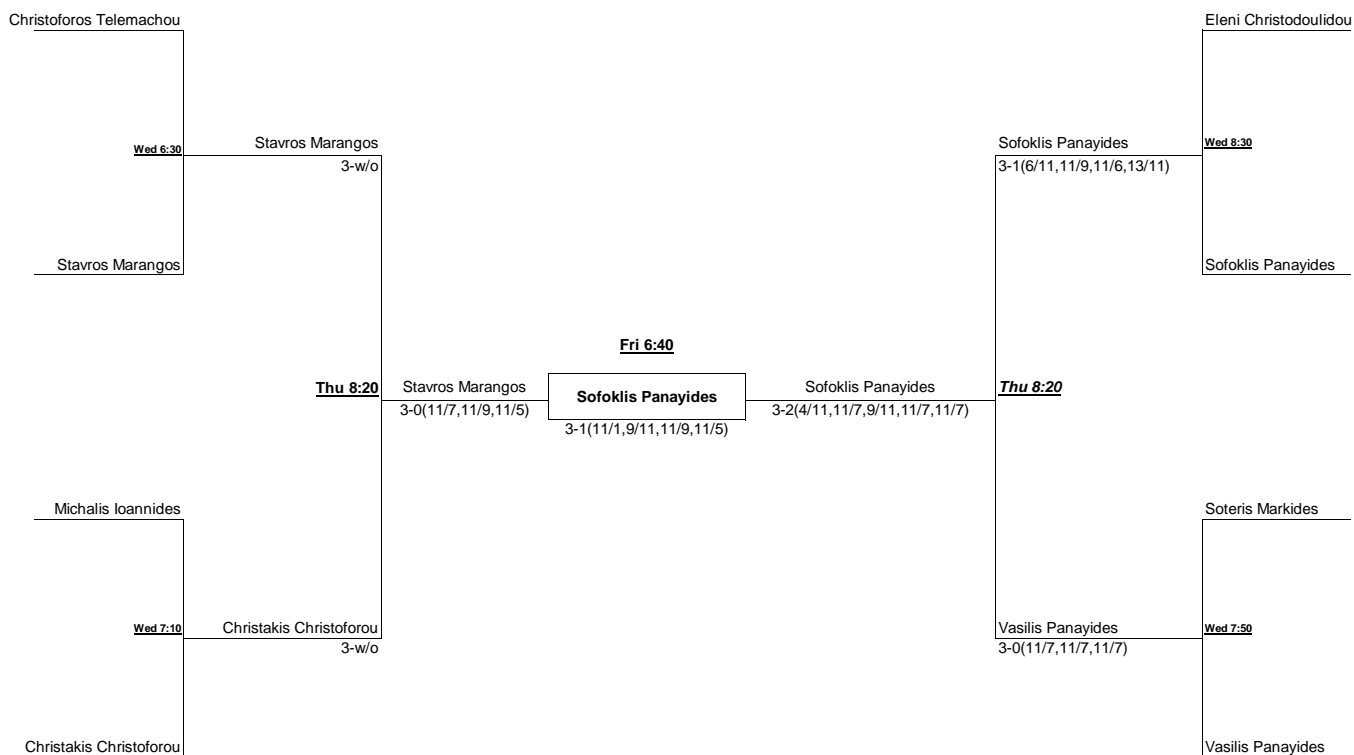 Christoforos Telemachou
Eleni Christodoulidou
Wed 6:30
Stavros Marangos
3-w/o
Sofoklis Panayides
3-1(6/11,11/9,11/6,13/11)
Wed 8:30
Stavros Marangos
Sofoklis Panayides
Fri 6:40
Thu 8:20
Stavros Marangos
3-0(11/7,11/9,11/5)
Sofoklis Panayides
3-1(11/1,9/11,11/9,11/5)
Sofoklis Panayides
3-2(4/11,11/7,9/11,11/7,11/7)
Thu 8:20
Michalis Ioannides
Soteris Markides
Wed 7:10
Christakis Christoforou
3-w/o
Vasilis Panayides
3-0(11/7,11/7,11/7)
Wed 7:50
Christakis Christoforou
Vasilis Panayides